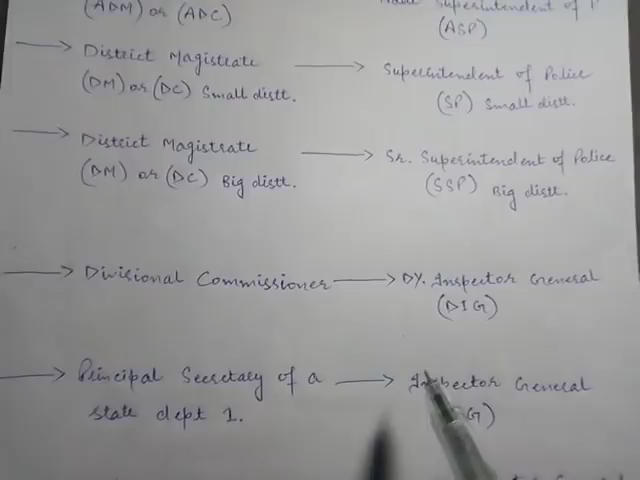 (ADM) or (ADC)
Superintendent of P
(ASP)
District Magistrate
(DM) or (DC) Small distt.
Superintendent of Police
(SP) Small distt.
District Magistrate
(DM) or (DC) Big distt.
Sr. Superintendent of Police
(SSP) Big distt.
Divisional Commissioner
Dy. Inspector General
(DIG)
Principal Secretary of a
state dept 1.
Inspector General
G)